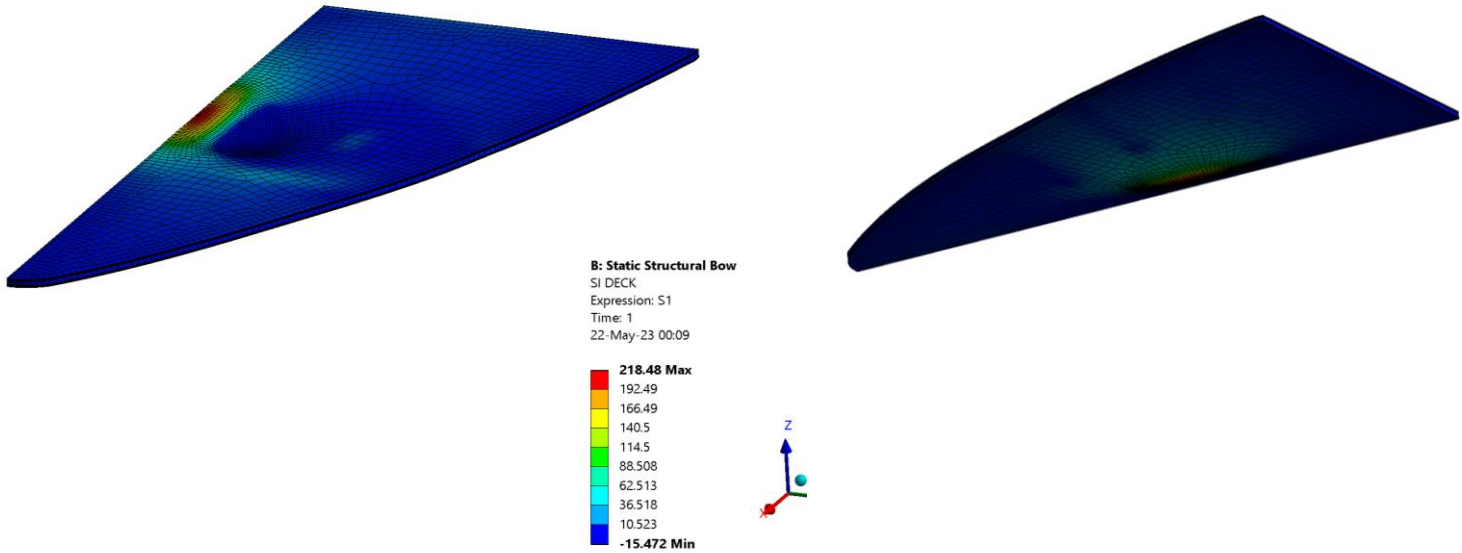 B: Static Structural Bow
SI DECK
Expression: S1
Time: 1
22-May-23 00:09
218.48 Max
192.49
166.49
140.5
114.5
88.508
62.513
36.518
10.523
-15.472 Min
Z
X